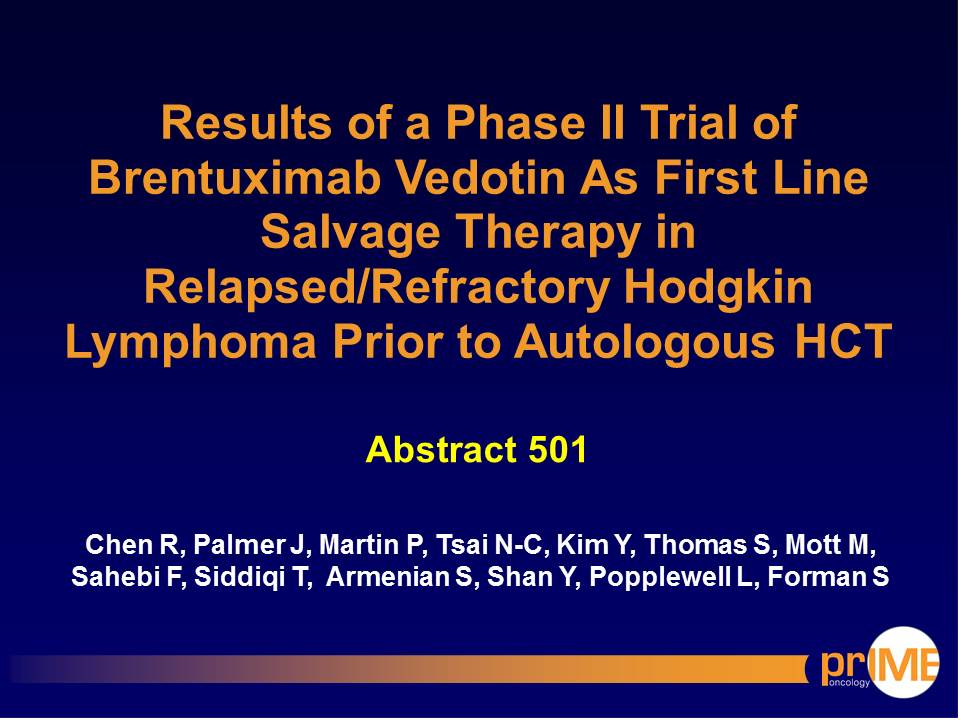 Results of a Phase II Trial of
Brentuximab Vedotin As First Line
Salvage Therapy in
Relapsed/Refractory Hodgkin
Lymphoma Prior to Autologous HCT
Abstract 501
Chen R, Palmer J, Martin P, Tsai N-C, Kim Y, Thomas S, Mott M,
Sahebi F, Siddiqi T, Armenian S, Shan Y, Popplewell L, Forman S
prIME
oncology